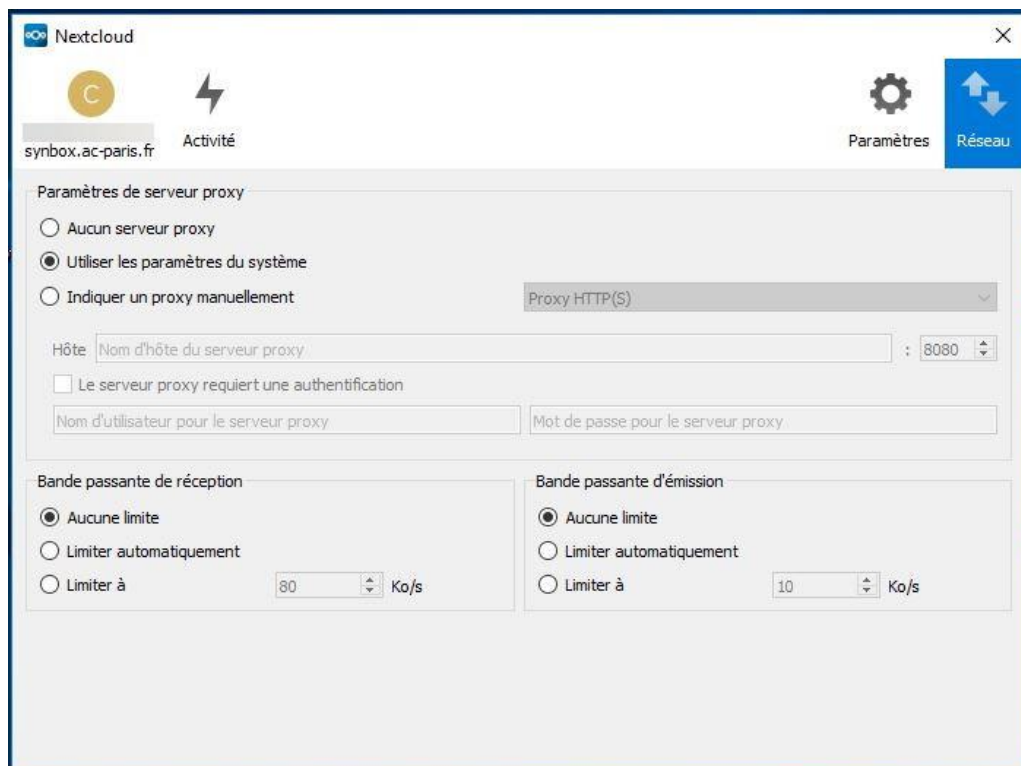 Nextcloud
C
synbox.ac-paris.fr
Activité
Paramètres
Réseau
Paramètres de serveur proxy
Aucun serveur proxy
Utiliser les paramètres du système
Indiquer un proxy manuellement
Proxy HTTP(S)
Hôte Nom d'hôte du serveur proxy : 8080
Le serveur proxy requiert une authentification
Nom d'utilisateur pour le serveur proxy Mot de passe pour le serveur proxy
Bande passante de réception
Aucune limite
Limiter automatiquement
Limiter à 80 Ko/s
Bande passante d'émission
Aucune limite
Limiter automatiquement
Limiter à 10 Ko/s